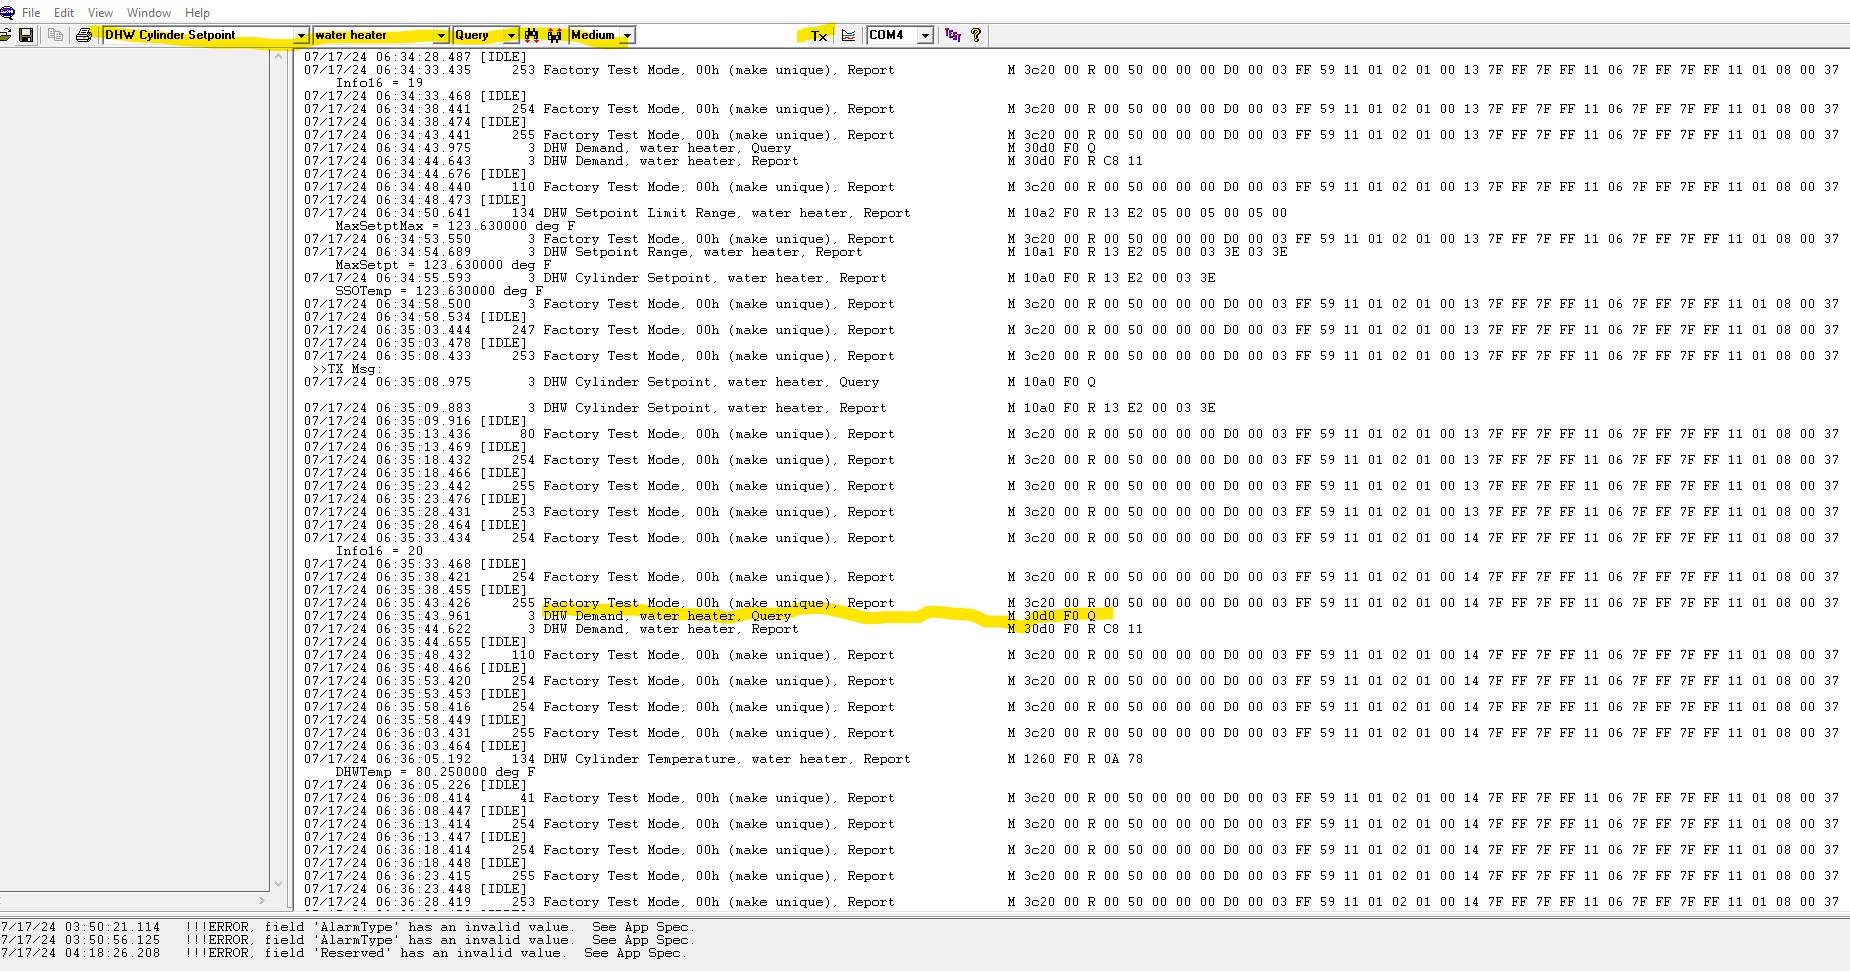 File Edit View Window Help
DHW Cylinder Setpoint water heater Query Medium Tx COM4 TEST ?
07/17/24 06:34:28.487 [IDLE]
07/17/24 06:34:33.435 253 Factory Test Mode, 00h (make unique), Report M 3c20 00 R 00 50 00 00 00 D0 00 03 FF 59 11 01 02 01 00 13 7F FF 7F FF 11 06 7F FF 7F FF 11 01 08 00 37
Info16 = 19
07/17/24 06:34:33.468 [IDLE]
07/17/24 06:34:38.441 254 Factory Test Mode, 00h (make unique), Report M 3c20 00 R 00 50 00 00 00 D0 00 03 FF 59 11 01 02 01 00 13 7F FF 7F FF 11 06 7F FF 7F FF 11 01 08 00 37
07/17/24 06:34:38.474 [IDLE]
07/17/24 06:34:43.441 255 Factory Test Mode, 00h (make unique), Report M 3c20 00 R 00 50 00 00 00 D0 00 03 FF 59 11 01 02 01 00 13 7F FF 7F FF 11 06 7F FF 7F FF 11 01 08 00 37
07/17/24 06:34:43.975 3 DHW Demand, water heater, Query M 30d0 F0 Q
07/17/24 06:34:44.643 3 DHW Demand, water heater, Report M 30d0 F0 R C8 11
07/17/24 06:34:44.676 [IDLE]
07/17/24 06:34:48.440 110 Factory Test Mode, 00h (make unique), Report M 3c20 00 R 00 50 00 00 00 D0 00 03 FF 59 11 01 02 01 00 13 7F FF 7F FF 11 06 7F FF 7F FF 11 01 08 00 37
07/17/24 06:34:48.473 [IDLE]
07/17/24 06:34:50.641 134 DHW Setpoint Limit Range, water heater, Report M 10a2 F0 R 13 E2 05 00 05 00 05 00
MaxSetptMax = 123.630000 deg F
07/17/24 06:34:53.550 3 Factory Test Mode, 00h (make unique), Report M 3c20 00 R 00 50 00 00 00 D0 00 03 FF 59 11 01 02 01 00 13 7F FF 7F FF 11 06 7F FF 7F FF 11 01 08 00 37
07/17/24 06:34:54.689 3 DHW Setpoint Range, water heater, Report M 10a1 F0 R 13 E2 05 00 03 3E 03 3E
MaxSetpt = 123.630000 deg F
07/17/24 06:34:55.593 3 DHW Cylinder Setpoint, water heater, Report M 10a0 F0 R 13 E2 00 03 3E
SSOTemp = 123.630000 deg F
07/17/24 06:34:58.500 3 Factory Test Mode, 00h (make unique), Report M 3c20 00 R 00 50 00 00 00 D0 00 03 FF 59 11 01 02 01 00 13 7F FF 7F FF 11 06 7F FF 7F FF 11 01 08 00 37
07/17/24 06:34:58.534 [IDLE]
07/17/24 06:35:03.444 247 Factory Test Mode, 00h (make unique), Report M 3c20 00 R 00 50 00 00 00 D0 00 03 FF 59 11 01 02 01 00 13 7F FF 7F FF 11 06 7F FF 7F FF 11 01 08 00 37
07/17/24 06:35:03.478 [IDLE]
07/17/24 06:35:08.433 253 Factory Test Mode, 00h (make unique), Report M 3c20 00 R 00 50 00 00 00 D0 00 03 FF 59 11 01 02 01 00 13 7F FF 7F FF 11 06 7F FF 7F FF 11 01 08 00 37
>>TX Msg:
07/17/24 06:35:08.975 3 DHW Cylinder Setpoint, water heater, Query M 10a0 F0 Q
07/17/24 06:35:09.883 3 DHW Cylinder Setpoint, water heater, Report M 10a0 F0 R 13 E2 00 03 3E
07/17/24 06:35:09.916 [IDLE]
07/17/24 06:35:13.436 80 Factory Test Mode, 00h (make unique), Report M 3c20 00 R 00 50 00 00 00 D0 00 03 FF 59 11 01 02 01 00 13 7F FF 7F FF 11 06 7F FF 7F FF 11 01 08 00 37
07/17/24 06:35:13.469 [IDLE]
07/17/24 06:35:18.432 254 Factory Test Mode, 00h (make unique), Report M 3c20 00 R 00 50 00 00 00 D0 00 03 FF 59 11 01 02 01 00 13 7F FF 7F FF 11 06 7F FF 7F FF 11 01 08 00 37
07/17/24 06:35:18.466 [IDLE]
07/17/24 06:35:23.442 255 Factory Test Mode, 00h (make unique), Report M 3c20 00 R 00 50 00 00 00 D0 00 03 FF 59 11 01 02 01 00 13 7F FF 7F FF 11 06 7F FF 7F FF 11 01 08 00 37
07/17/24 06:35:23.476 [IDLE]
07/17/24 06:35:28.431 253 Factory Test Mode, 00h (make unique), Report M 3c20 00 R 00 50 00 00 00 D0 00 03 FF 59 11 01 02 01 00 13 7F FF 7F FF 11 06 7F FF 7F FF 11 01 08 00 37
07/17/24 06:35:28.464 [IDLE]
07/17/24 06:35:33.434 254 Factory Test Mode, 00h (make unique), Report M 3c20 00 R 00 50 00 00 00 D0 00 03 FF 59 11 01 02 01 00 14 7F FF 7F FF 11 06 7F FF 7F FF 11 01 08 00 37
Info16 = 20
07/17/24 06:35:33.468 [IDLE]
07/17/24 06:35:38.421 254 Factory Test Mode, 00h (make unique), Report M 3c20 00 R 00 50 00 00 00 D0 00 03 FF 59 11 01 02 01 00 14 7F FF 7F FF 11 06 7F FF 7F FF 11 01 08 00 37
07/17/24 06:35:38.455 [IDLE]
07/17/24 06:35:43.426 255 Factory Test Mode, 00h (make unique), Report M 3c20 00 R 00 50 00 00 00 D0 00 03 FF 59 11 01 02 01 00 14 7F FF 7F FF 11 06 7F FF 7F FF 11 01 08 00 37
07/17/24 06:35:43.961 3 DHW Demand, water heater, Query M 30d0 F0 Q
07/17/24 06:35:44.622 3 DHW Demand, water heater, Report M 30d0 F0 R C8 11
07/17/24 06:35:44.655 [IDLE]
07/17/24 06:35:48.432 110 Factory Test Mode, 00h (make unique), Report M 3c20 00 R 00 50 00 00 00 D0 00 03 FF 59 11 01 02 01 00 14 7F FF 7F FF 11 06 7F FF 7F FF 11 01 08 00 37
07/17/24 06:35:48.466 [IDLE]
07/17/24 06:35:53.420 254 Factory Test Mode, 00h (make unique), Report M 3c20 00 R 00 50 00 00 00 D0 00 03 FF 59 11 01 02 01 00 14 7F FF 7F FF 11 06 7F FF 7F FF 11 01 08 00 37
07/17/24 06:35:53.453 [IDLE]
07/17/24 06:35:58.416 254 Factory Test Mode, 00h (make unique), Report M 3c20 00 R 00 50 00 00 00 D0 00 03 FF 59 11 01 02 01 00 14 7F FF 7F FF 11 06 7F FF 7F FF 11 01 08 00 37
07/17/24 06:35:58.449 [IDLE]
07/17/24 06:36:03.431 255 Factory Test Mode, 00h (make unique), Report M 3c20 00 R 00 50 00 00 00 D0 00 03 FF 59 11 01 02 01 00 14 7F FF 7F FF 11 06 7F FF 7F FF 11 01 08 00 37
07/17/24 06:36:03.464 [IDLE]
07/17/24 06:36:05.192 134 DHW Cylinder Temperature, water heater, Report M 1260 F0 R 0A 78
DHWTemp = 80.250000 deg F
07/17/24 06:36:05.226 [IDLE]
07/17/24 06:36:08.414 41 Factory Test Mode, 00h (make unique), Report M 3c20 00 R 00 50 00 00 00 D0 00 03 FF 59 11 01 02 01 00 14 7F FF 7F FF 11 06 7F FF 7F FF 11 01 08 00 37
07/17/24 06:36:08.447 [IDLE]
07/17/24 06:36:13.414 254 Factory Test Mode, 00h (make unique), Report M 3c20 00 R 00 50 00 00 00 D0 00 03 FF 59 11 01 02 01 00 14 7F FF 7F FF 11 06 7F FF 7F FF 11 01 08 00 37
07/17/24 06:36:13.447 [IDLE]
07/17/24 06:36:18.414 254 Factory Test Mode, 00h (make unique), Report M 3c20 00 R 00 50 00 00 00 D0 00 03 FF 59 11 01 02 01 00 14 7F FF 7F FF 11 06 7F FF 7F FF 11 01 08 00 37
07/17/24 06:36:18.448 [IDLE]
07/17/24 06:36:23.415 255 Factory Test Mode, 00h (make unique), Report M 3c20 00 R 00 50 00 00 00 D0 00 03 FF 59 11 01 02 01 00 14 7F FF 7F FF 11 06 7F FF 7F FF 11 01 08 00 37
07/17/24 06:36:23.448 [IDLE]
07/17/24 06:36:28.419 253 Factory Test Mode, 00h (make unique), Report M 3c20 00 R 00 50 00 00 00 D0 00 03 FF 59 11 01 02 01 00 14 7F FF 7F FF 11 06 7F FF 7F FF 11 01 08 00 37
7/17/24 03:50:21.114 !!!ERROR, field 'AlarmType' has an invalid value. See App Spec.
7/17/24 03:50:56.125 !!!ERROR, field 'AlarmType' has an invalid value. See App Spec.
7/17/24 04:18:26.208 !!!ERROR, field 'Reserved' has an invalid value. See App Spec.